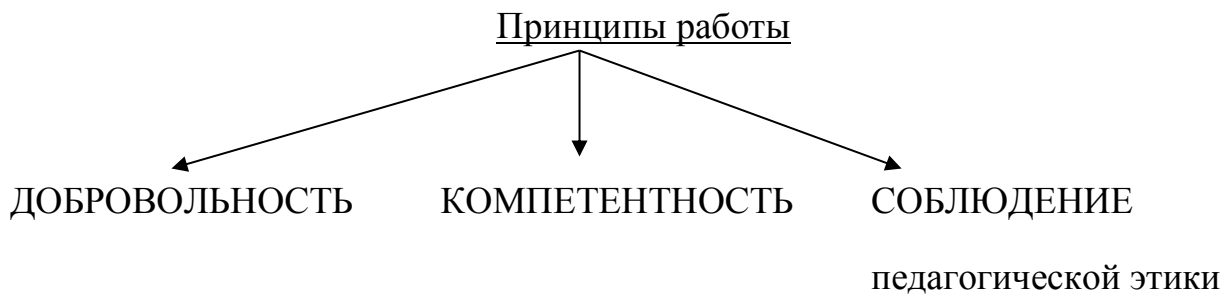 Принципы работы
ДОБРОВОЛЬНОСТЬ КОМПЕТЕНТНОСТЬ СОБЛЮДЕНИЕ
педагогической этики